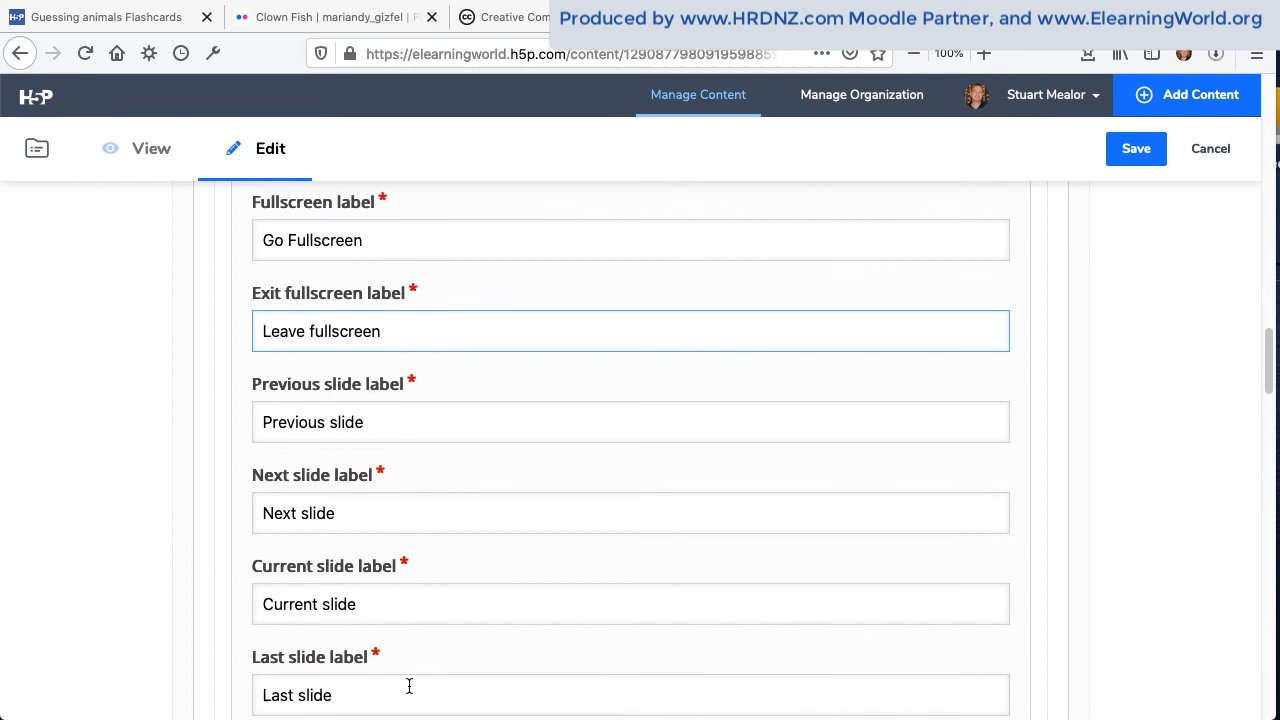 Guessing animals Flashcards
Clown Fish | mariandy_gizfel | F
Creative Com
Produced by www.HRDNZ.com Moodle Partner, and www.ElearningWorld.org
https://elearningworld.h5p.com/content/12908779809195988
100%
H5P
Manage Content
Manage Organization
Stuart Mealor
Add Content
View
Edit
Save
Cancel
Fullscreen label *
Go Fullscreen
Exit fullscreen label *
Leave fullscreen
Previous slide label *
Previous slide
Next slide label *
Next slide
Current slide label *
Current slide
Last slide label *
Last slide